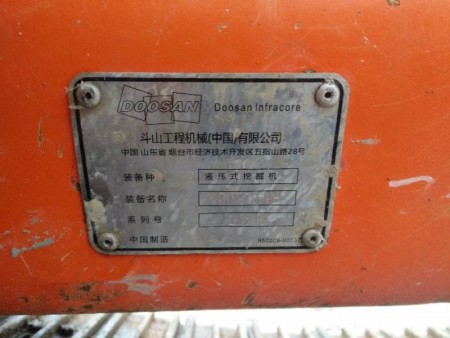 DOOSAN Doosan Infracore
斗山工程机械(中国)有限公司
中国 山东省 烟台市经济技术开发区五指山路28号
装备种 液压式挖掘机
装备名称
系列号
中国制造